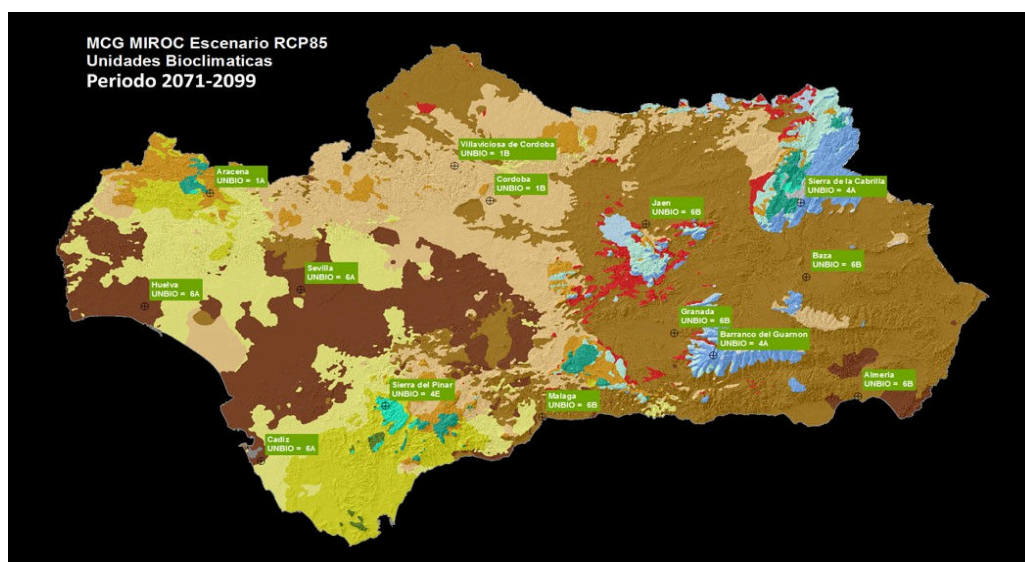 MCG MIROC Escenario RCP85
Unidades Bioclimaticas
Periodo 2071-2099
Villaviciosa de Cordoba
UNBIO = 1B
Aracena
UNBIO = 1A
Cordoba
UNBIO = 1B
Sierra de la Cabrilla
UNBIO = 4A
Jaen
UNBIO = 6B
Sevilla
UNBIO = 6A
Baza
UNBIO = 6B
Huelva
UNBIO = 6A
Granada
UNBIO = 6B
Barranco del Guarnon
UNBIO = 4A
Almeria
UNBIO = 6B
Sierra del Pinar
UNBIO = 4E
Malaga
UNBIO = 6B
Cadiz
UNBIO = 6A